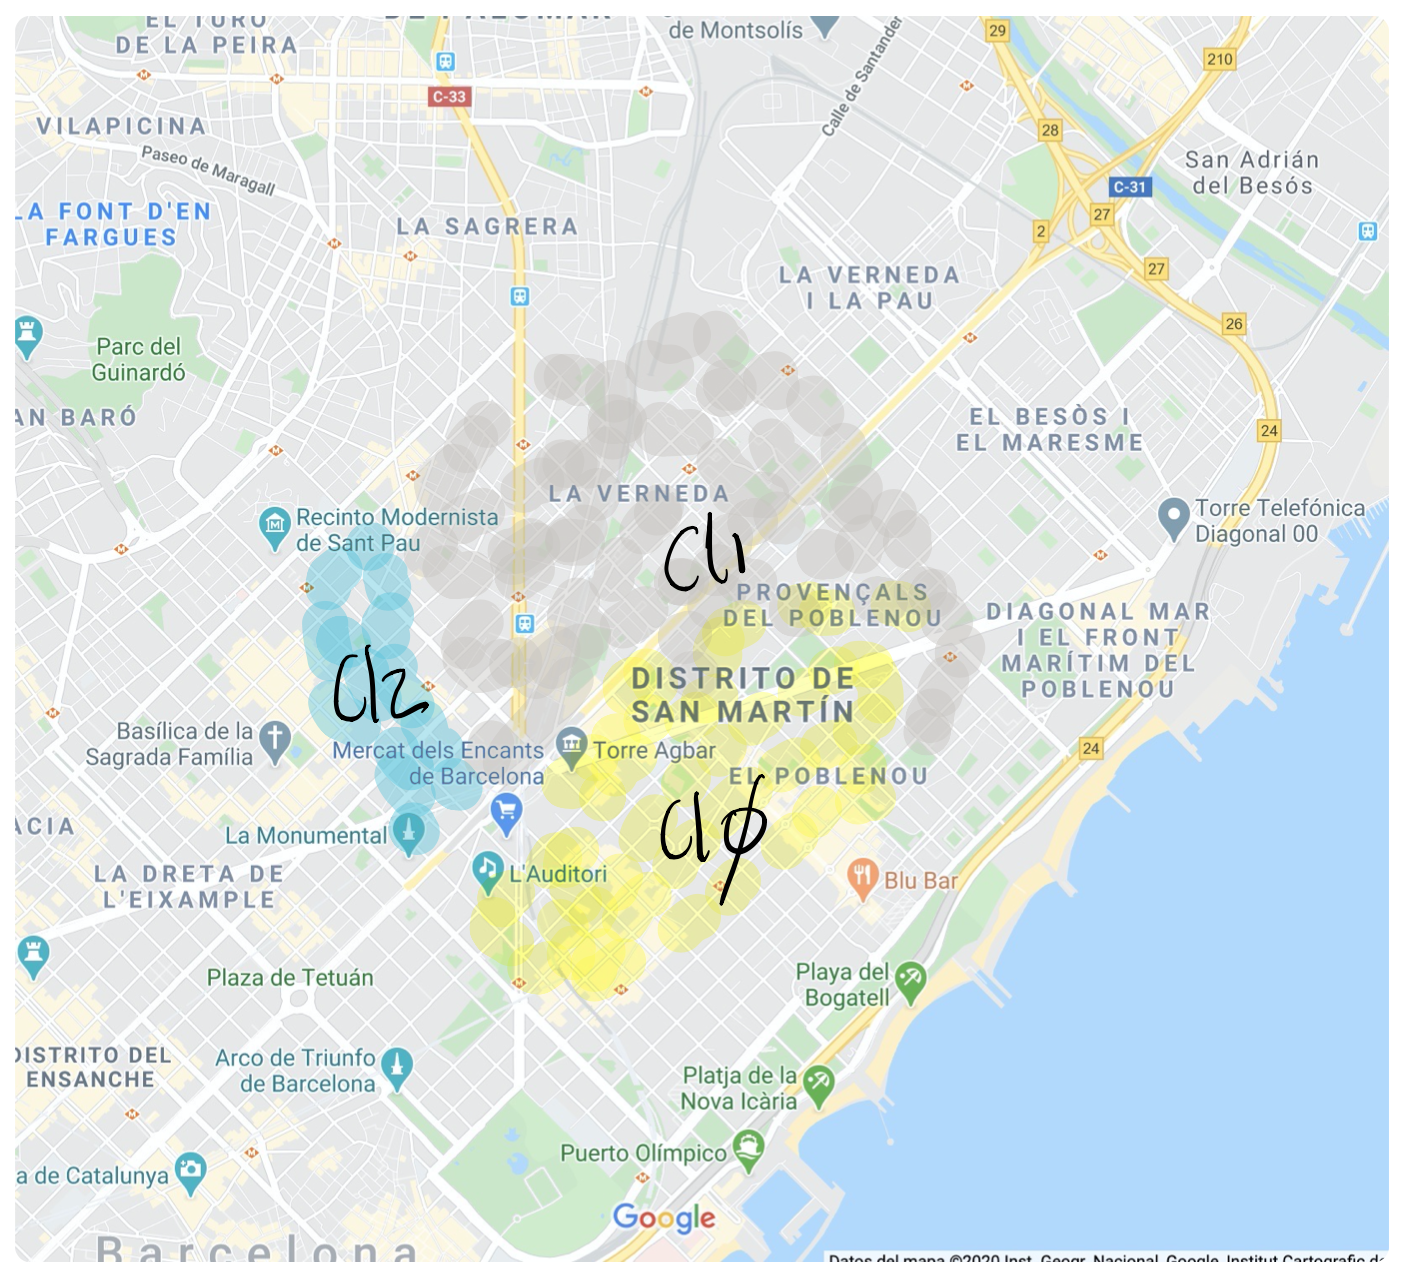 EL TURÓ
DE LA PEIRA
de Montsolís
Calle de Santander
29
210
C-33
28
VILAPICINA
Paseo de Maragall
San Adrián
del Besós
C-31
27
2
LA FONT D'EN
FARGUES
LA SAGRERA
27
LA VERNEDA
I LA PAU
26
Parc del
Guinardó
AN BARÓ
EL BESÒS I
EL MARESME
24
LA VERNEDA
Recinto Modernista
de Sant Pau
Torre Telefónica
Diagonal 00
Cl1
PROVENÇALS
DEL POBLENOU
DIAGONAL MAR
I EL FRONT
MARÍTIM DEL
POBLENOU
Cl2
DISTRITO DE
SAN MARTÍN
Basílica de la
Sagrada Família
Mercat dels Encants
de Barcelona
Torre Agbar
24
EL POBLENOU
ACIA
La Monumental
Cl0
LA DRETA DE
L'EIXAMPLE
L'Auditori
Blu Bar
Plaza de Tetuán
Playa del
Bogatell
DISTRITO DEL
ENSANCHE
Arco de Triunfo
de Barcelona
Platja de la
Nova Icària
Puerto Olímpico
a de Catalunya
Google
Barcelona
Datos del mapa ©2020 Inst. Geogr. Nacional, Google, Institut Cartogràfic de